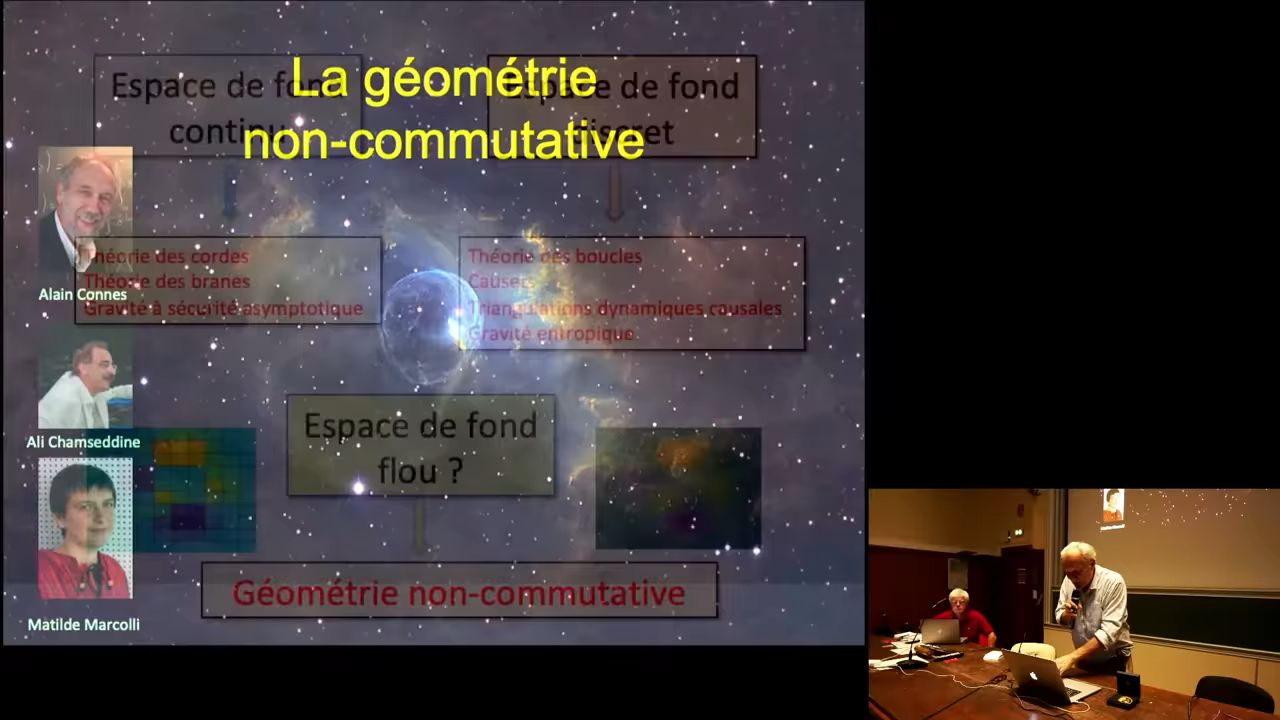 La géométrie
non-commutative
Espace de fond
continu
Espace de fond
discret
Alain Connes
Théorie des cordes
Théorie des branes
Gravité à sécurité asymptotique
Théorie des boucles
Causets
Triangulations dynamiques causales
Gravité entropique
Ali Chamseddine
Espace de fond
flou ?
Matilde Marcolli
Géométrie non-commutative